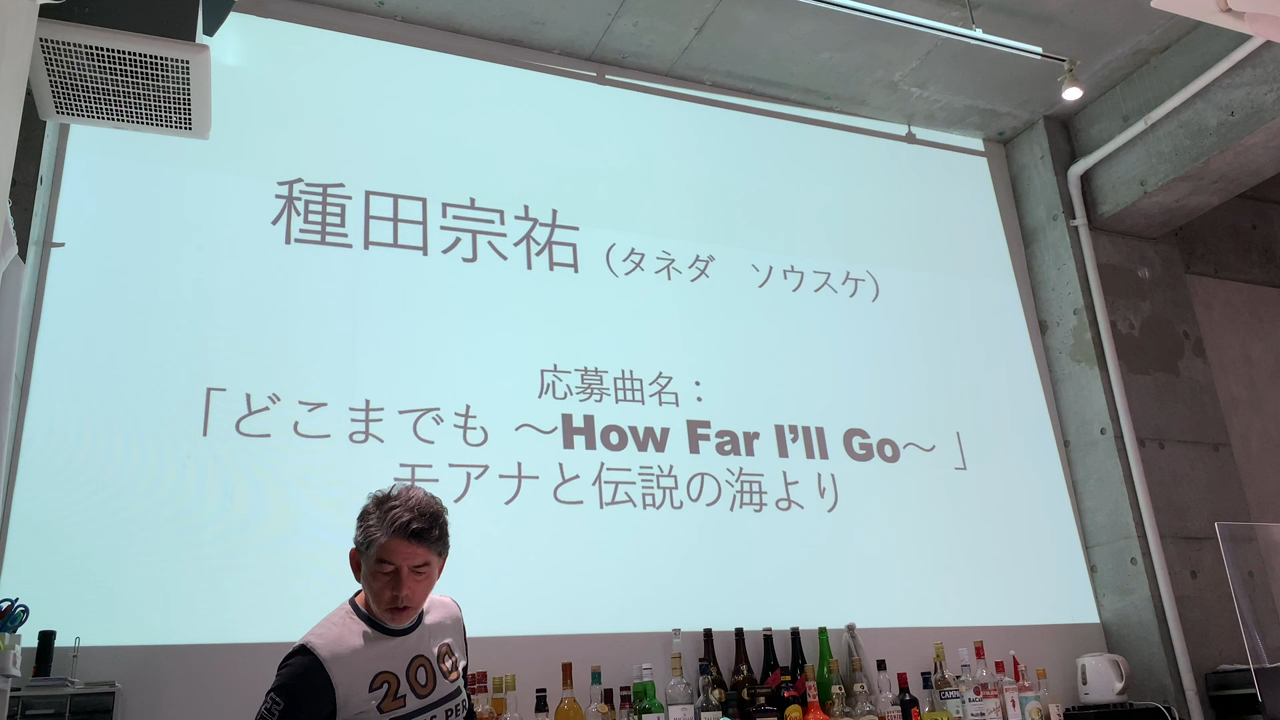 種田宗祐（タネダ　ソウスケ）
応募曲名：
「どこまでも ～How Far I'll Go～ 」
モアナと伝説の海より
200